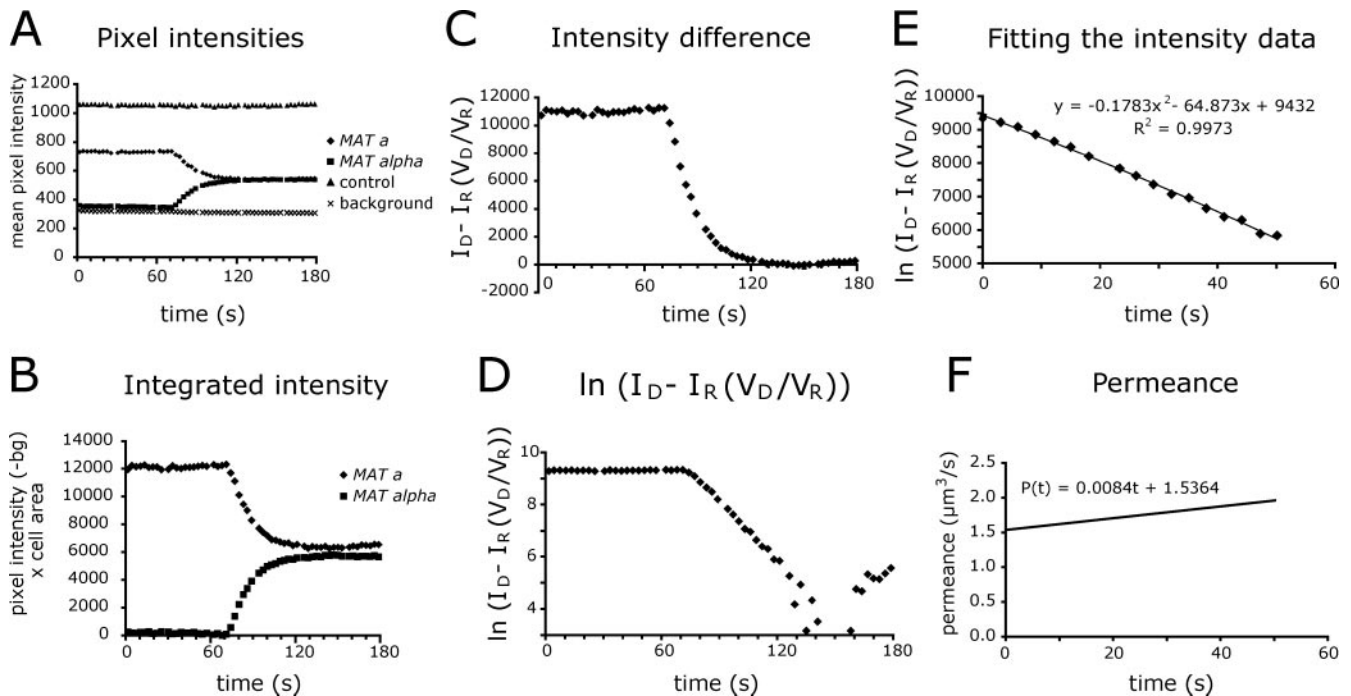 A Pixel intensities
mean pixel intensity
1200
1000
800
600
400
200
0
0 60 120 180
time (s)
MAT a
MAT alpha
control
background
B Integrated intensity
pixel intensity (-bg)
x cell area
14000
12000
10000
8000
6000
4000
2000
0
0 60 120 180
time (s)
MAT a
MAT alpha
C Intensity difference
I_D - I_R (V_D/V_R)
12000
10000
8000
6000
4000
2000
0
-2000
0 60 120 180
time (s)
D ln (I_D - I_R (V_D/V_R))
ln (I_D - I_R (V_D/V_R))
10
8
6
4
0 60 120 180
time (s)
E Fitting the intensity data
ln (I_D - I_R (V_D/V_R))
10000
9000
8000
7000
6000
5000
0 20 40 60
time (s)
y = -0.1783x² - 64.873x + 9432
R² = 0.9973
F Permeance
permeance (µm³/s)
2.5
2.0
1.5
1.0
0.5
0.0
0 20 40 60
time (s)
P(t) = 0.0084t + 1.5364